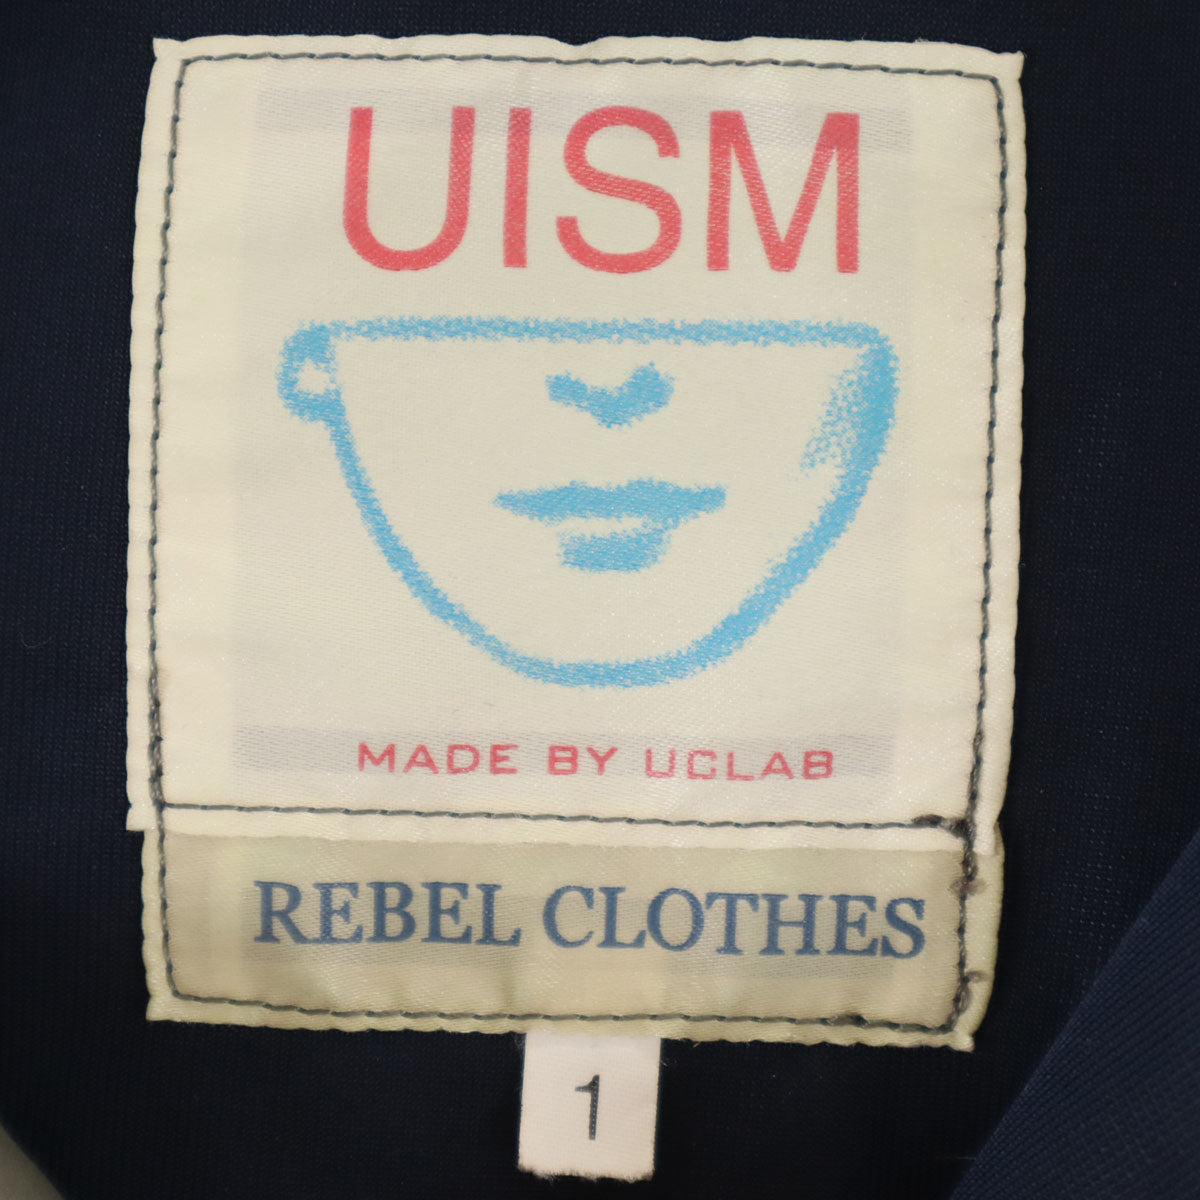 UISM
MADE BY UCLAB
REBEL CLOTHES
1